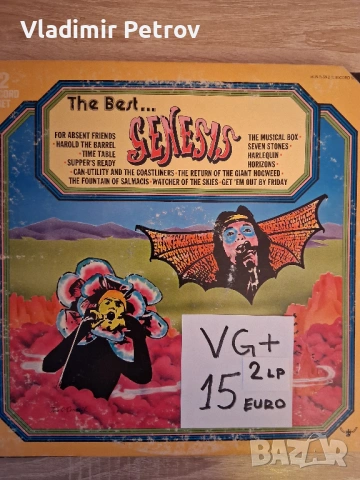 Vladimir Petrov
2
RECORD
SET
The Best...
GENESIS
FOR ABSENT FRIENDS
· HAROLD THE BARREL
· TIME TABLE
SUPPER'S READY
THE MUSICAL BOX ·
SEVEN STONES ·
HARLEQUIN ·
HORIZONS ·
· CAN-UTILITY AND THE COASTLINERS · THE RETURN OF THE GIANT HOGWEED ·
THE FOUNTAIN OF SALMACIS · WATCHER OF THE SKIES · GET 'EM OUT BY FRIDAY
VG+
2 LP
15 EURO
BAZAR